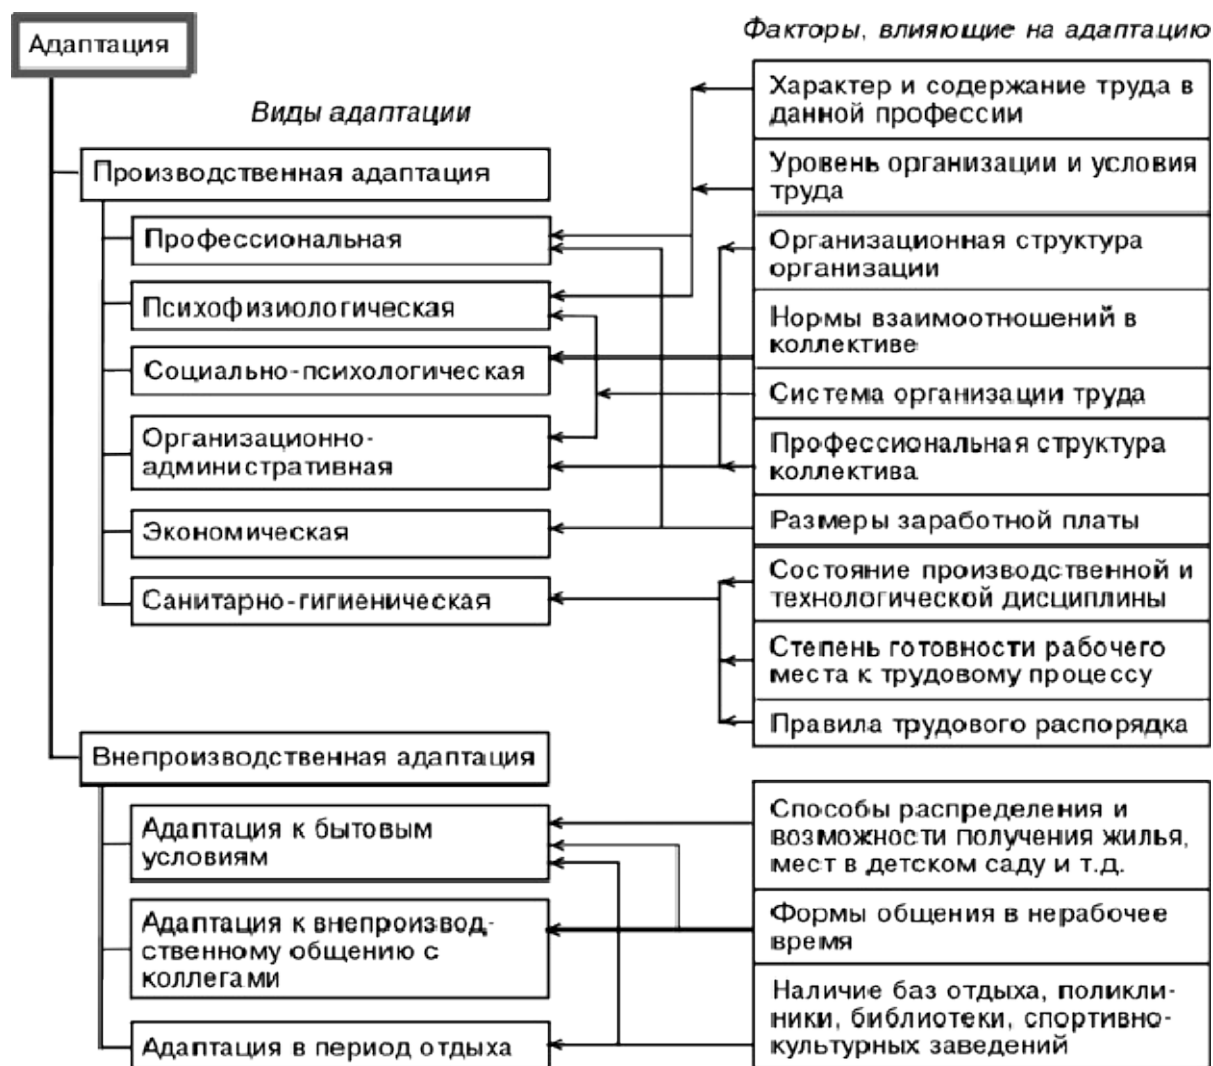 Адаптация
Факторы, влияющие на адаптацию
Виды адаптации
Производственная адаптация
Профессиональная
Психофизиологическая
Социально-психологическая
Организационно-
административная
Экономическая
Санитарно-гигиеническая
Внепроизводственная адаптация
Адаптация к бытовым
условиям
Адаптация к внепроизвод-
ственному общению с
коллегами
Адаптация в период отдыха
Характер и содержание труда в
данной профессии
Уровень организации и условия
труда
Организационная структура
организации
Нормы взаимоотношений в
коллективе
Система организации труда
Профессиональная структура
коллектива
Размеры заработной платы
Состояние производственной и
технологической дисциплины
Степень готовности рабочего
места к трудовому процессу
Правила трудового распорядка
Способы распределения и
возможности получения жилья,
мест в детском саду и т.д.
Формы общения в нерабочее
время
Наличие баз отдыха, поликли-
ники, библиотеки, спортивно-
культурных заведений